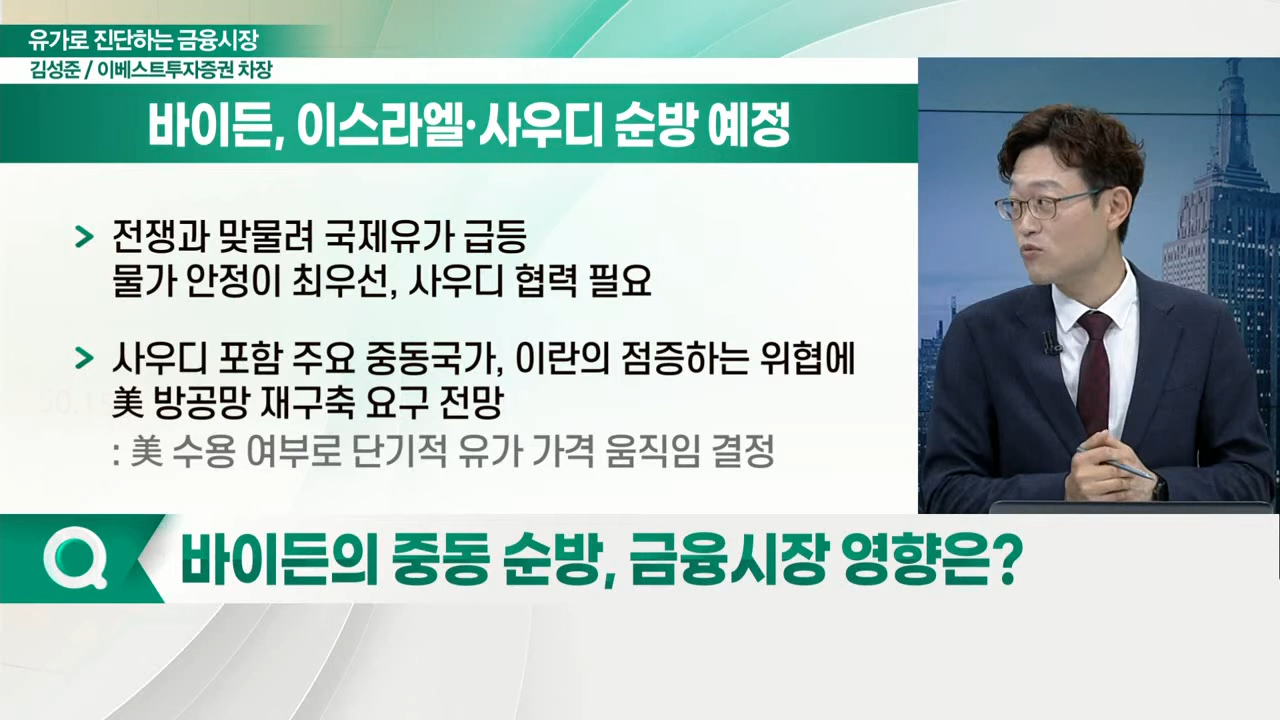 유가로 진단하는 금융시장
김성준 / 이베스트투자증권 차장
바이든, 이스라엘·사우디 순방 예정
전쟁과 맞물려 국제유가 급등
물가 안정이 최우선, 사우디 협력 필요
사우디 포함 주요 중동국가, 이란의 점증하는 위협에
美 방공망 재구축 요구 전망
: 美 수용 여부로 단기적 유가 가격 움직임 결정
Q 바이든의 중동 순방, 금융시장 영향은?